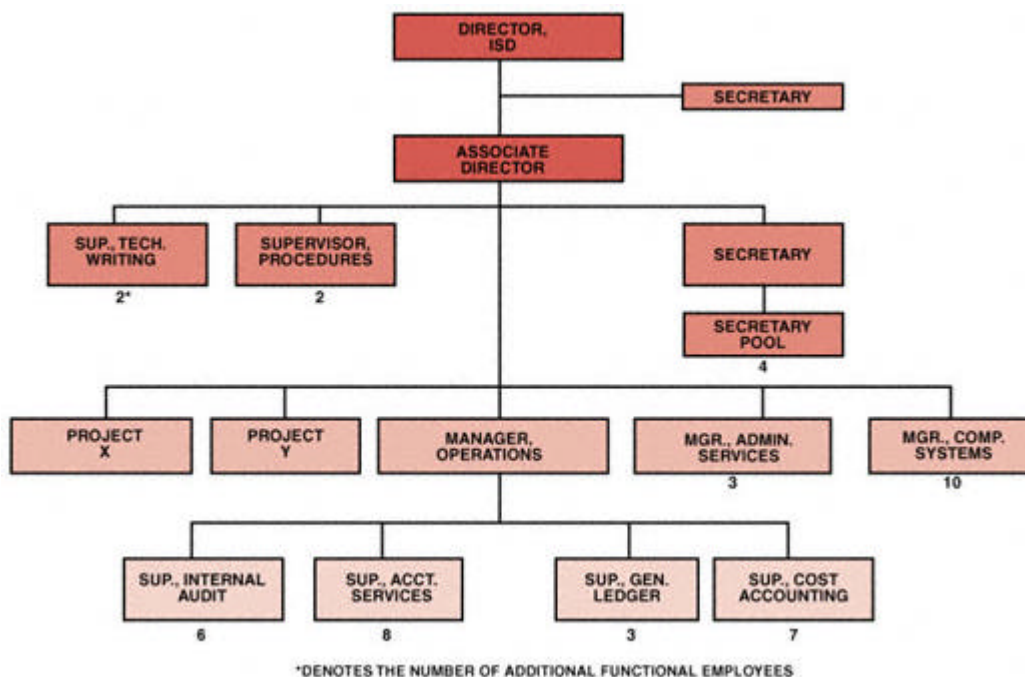 DIRECTOR,
ISD
SECRETARY
ASSOCIATE
DIRECTOR
SUP., TECH.
WRITING
2*
SUPERVISOR,
PROCEDURES
2
SECRETARY
SECRETARY
POOL
4
PROJECT
X
PROJECT
Y
MANAGER,
OPERATIONS
MGR., ADMIN.
SERVICES
3
MGR., COMP.
SYSTEMS
10
SUP., INTERNAL
AUDIT
6
SUP., ACCT.
SERVICES
8
SUP., GEN.
LEDGER
3
SUP., COST
ACCOUNTING
7
*DENOTES THE NUMBER OF ADDITIONAL FUNCTIONAL EMPLOYEES